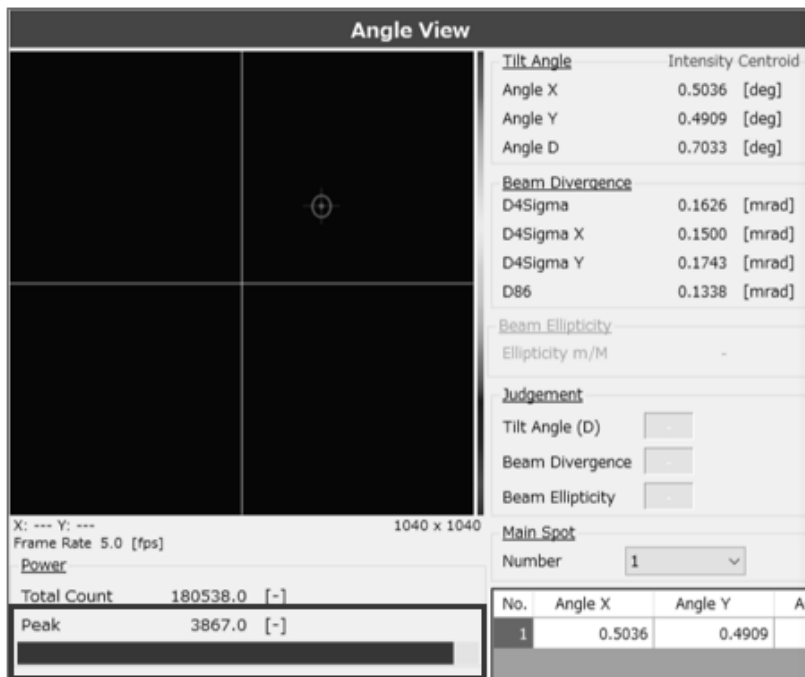 Angle View
Tilt Angle Intensity Centroid
Angle X 0.5036 [deg]
Angle Y 0.4909 [deg]
Angle D 0.7033 [deg]
Beam Divergence
D4Sigma 0.1626 [mrad]
D4Sigma X 0.1500 [mrad]
D4Sigma Y 0.1743 [mrad]
D86 0.1338 [mrad]
Beam Ellipticity
Ellipticity m/M -
Judgement
Tilt Angle (D) -
Beam Divergence -
Beam Ellipticity -
X: --- Y: --- 1040 x 1040
Frame Rate 5.0 [fps]
Main Spot
Number 1
Power
Total Count 180538.0 [-]
Peak 3867.0 [-]
No. Angle X Angle Y A
1 0.5036 0.4909